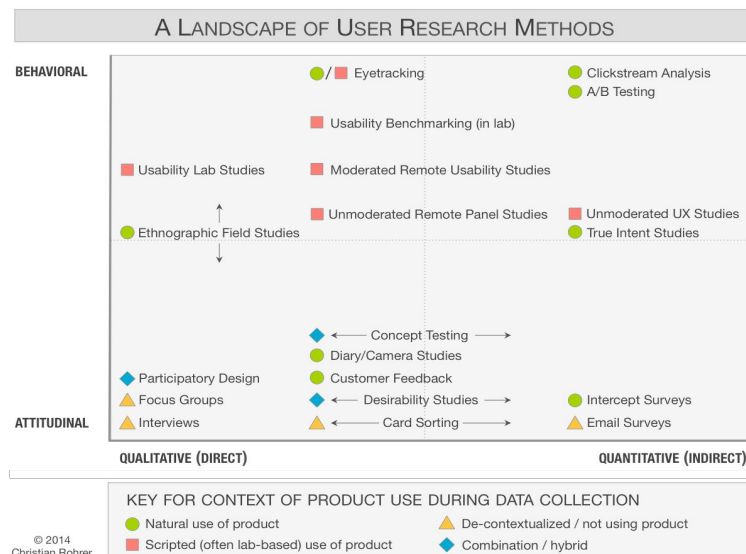 A LANDSCAPE OF USER RESEARCH METHODS
BEHAVIORAL
/ Eyetracking
Clickstream Analysis
A/B Testing
Usability Benchmarking (in lab)
Usability Lab Studies
Moderated Remote Usability Studies
Unmoderated Remote Panel Studies
Unmoderated UX Studies
Ethnographic Field Studies
True Intent Studies
Concept Testing
Diary/Camera Studies
Participatory Design
Customer Feedback
Focus Groups
Desirability Studies
Intercept Surveys
ATTITUDINAL
Interviews
Card Sorting
Email Surveys
QUALITATIVE (DIRECT)
QUANTITATIVE (INDIRECT)
KEY FOR CONTEXT OF PRODUCT USE DURING DATA COLLECTION
Natural use of product
De-contextualized / not using product
© 2014
Christian Rohrer
Scripted (often lab-based) use of product
Combination / hybrid